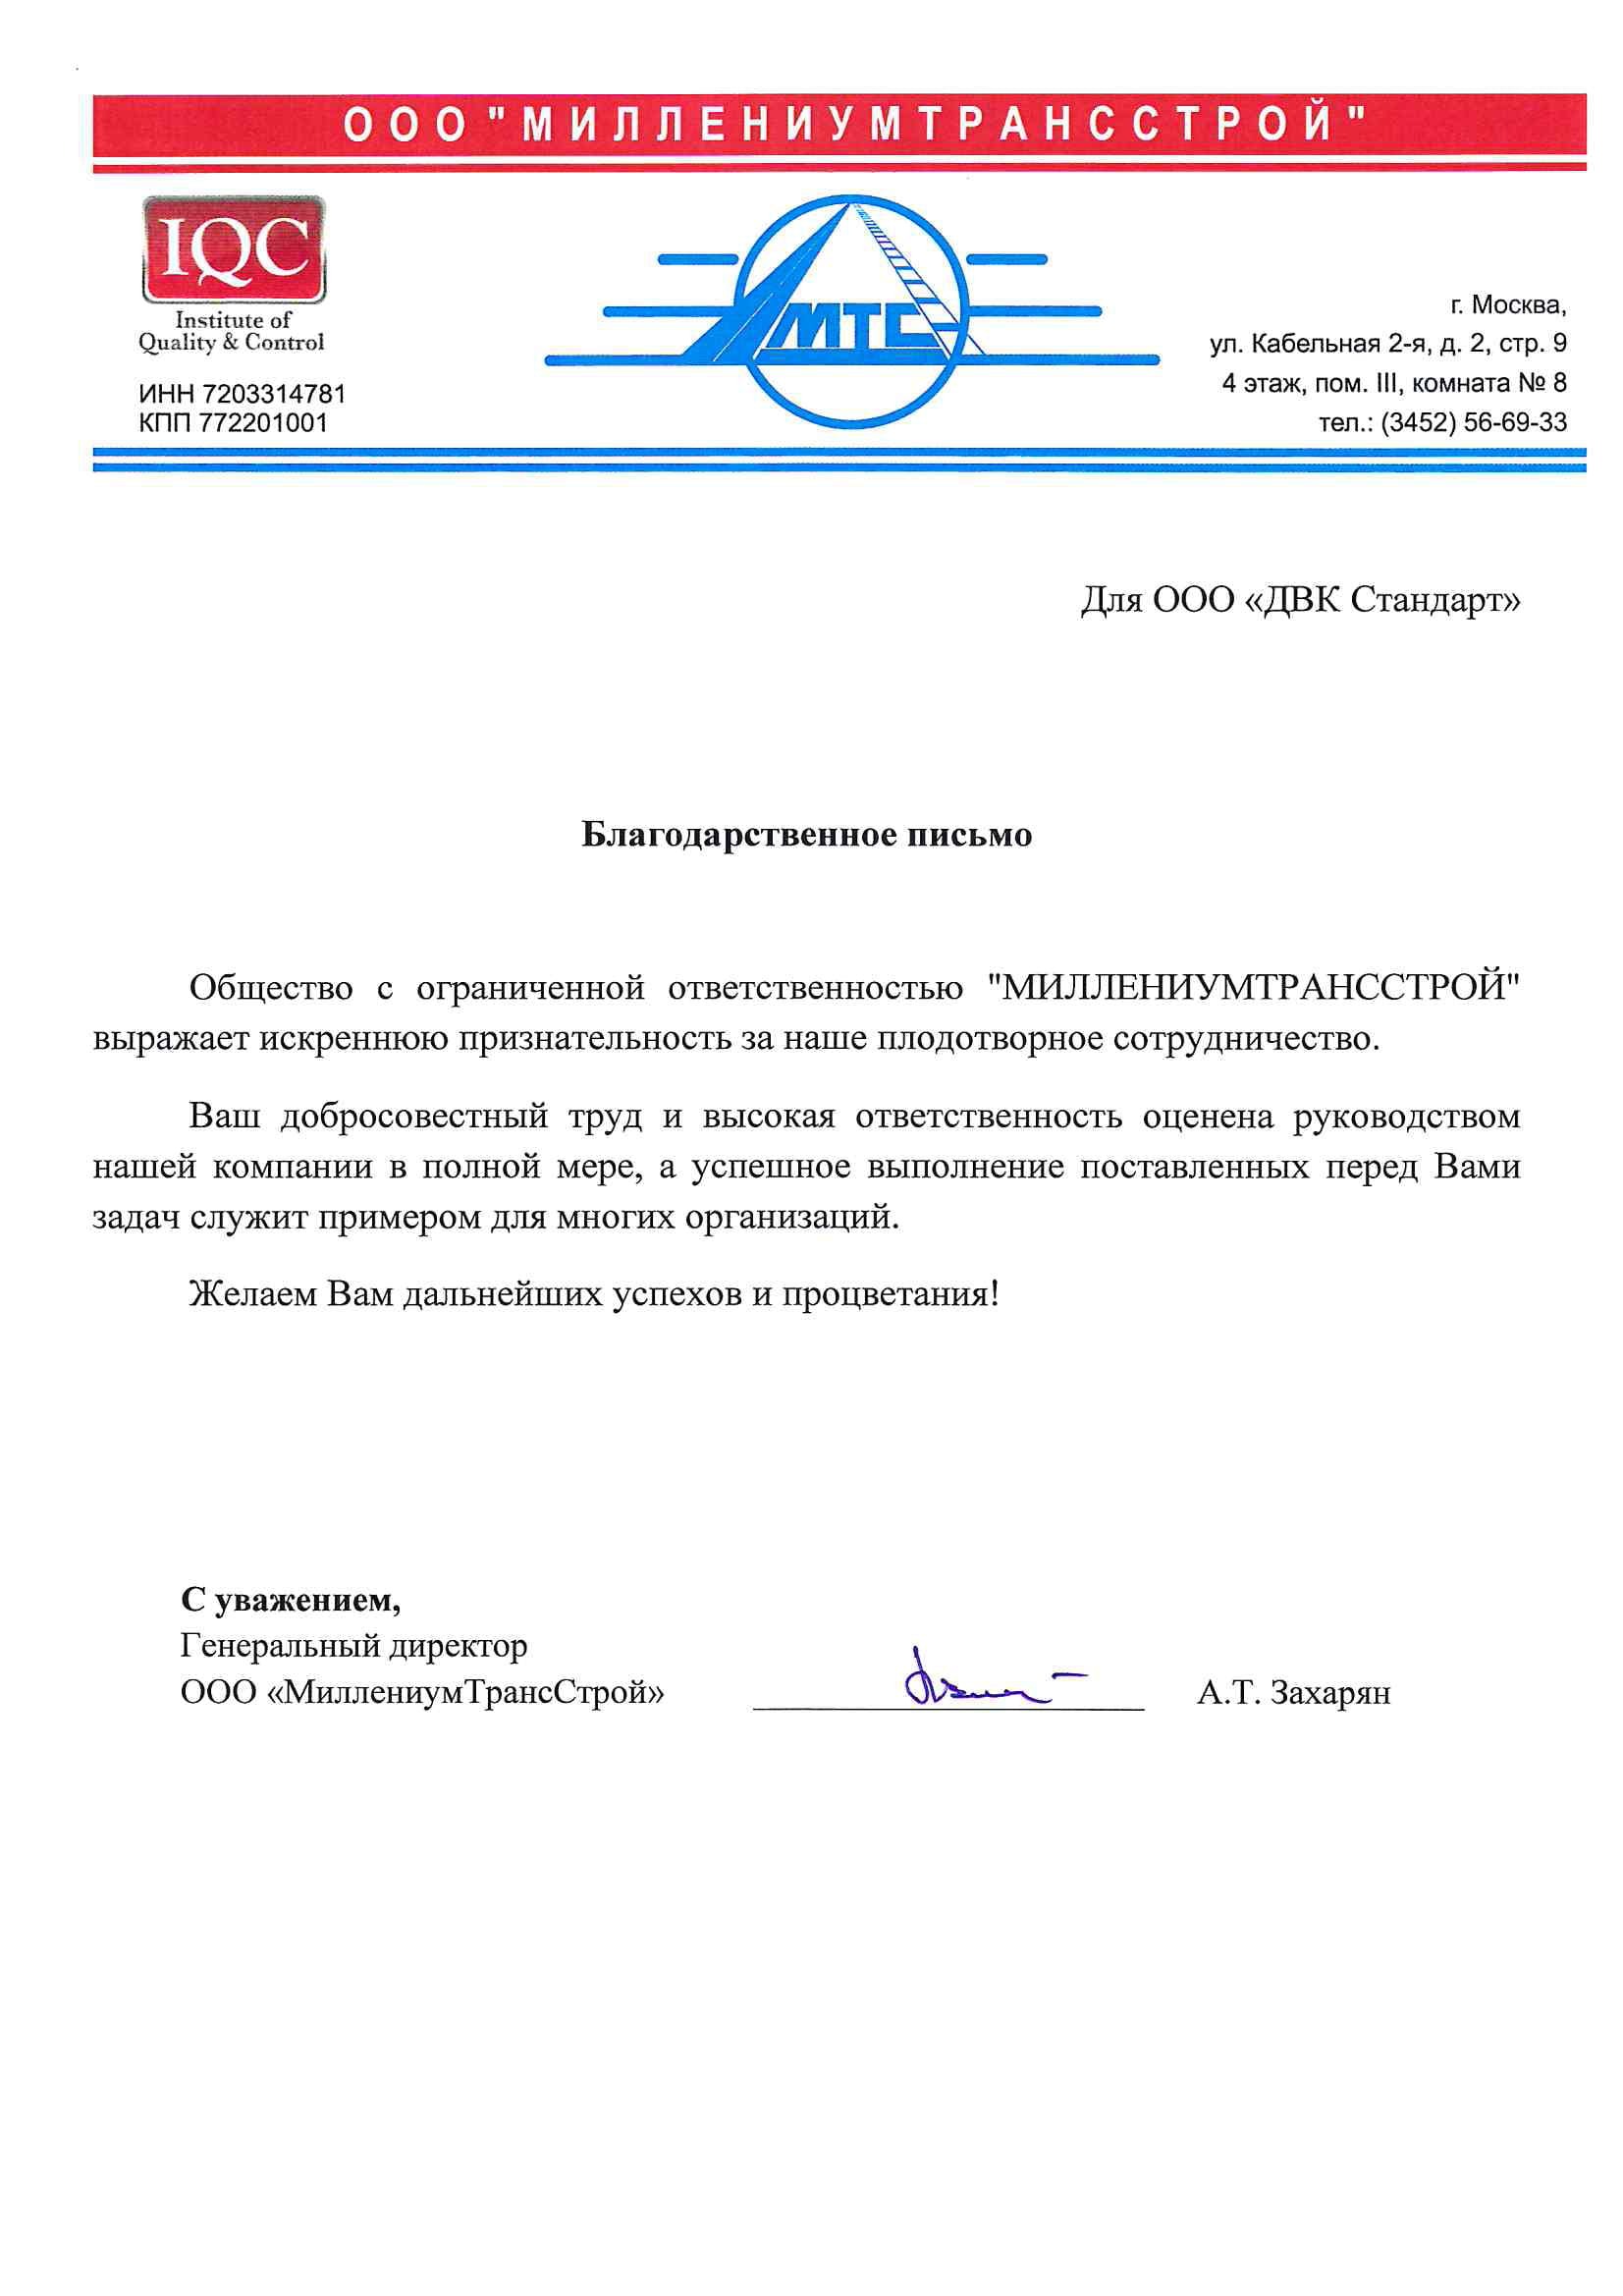 ООО "МИЛЛЕНИУМТРАНССТРОЙ"
IQC
Institute of
Quality & Control
ИНН 7203314781
КПП 772201001
МТС
г. Москва,
ул. Кабельная 2-я, д. 2, стр. 9
4 этаж, пом. III, комната № 8
тел.: (3452) 56-69-33
Для ООО «ДВК Стандарт»
Благодарственное письмо
Общество с ограниченной ответственностью "МИЛЛЕНИУМТРАНССТРОЙ"
выражает искреннюю признательность за наше плодотворное сотрудничество.
Ваш добросовестный труд и высокая ответственность оценена руководством
нашей компании в полной мере, а успешное выполнение поставленных перед Вами
задач служит примером для многих организаций.
Желаем Вам дальнейших успехов и процветания!
С уважением,
Генеральный директор
ООО «МиллениумТрансСтрой» А.Т. Захарян